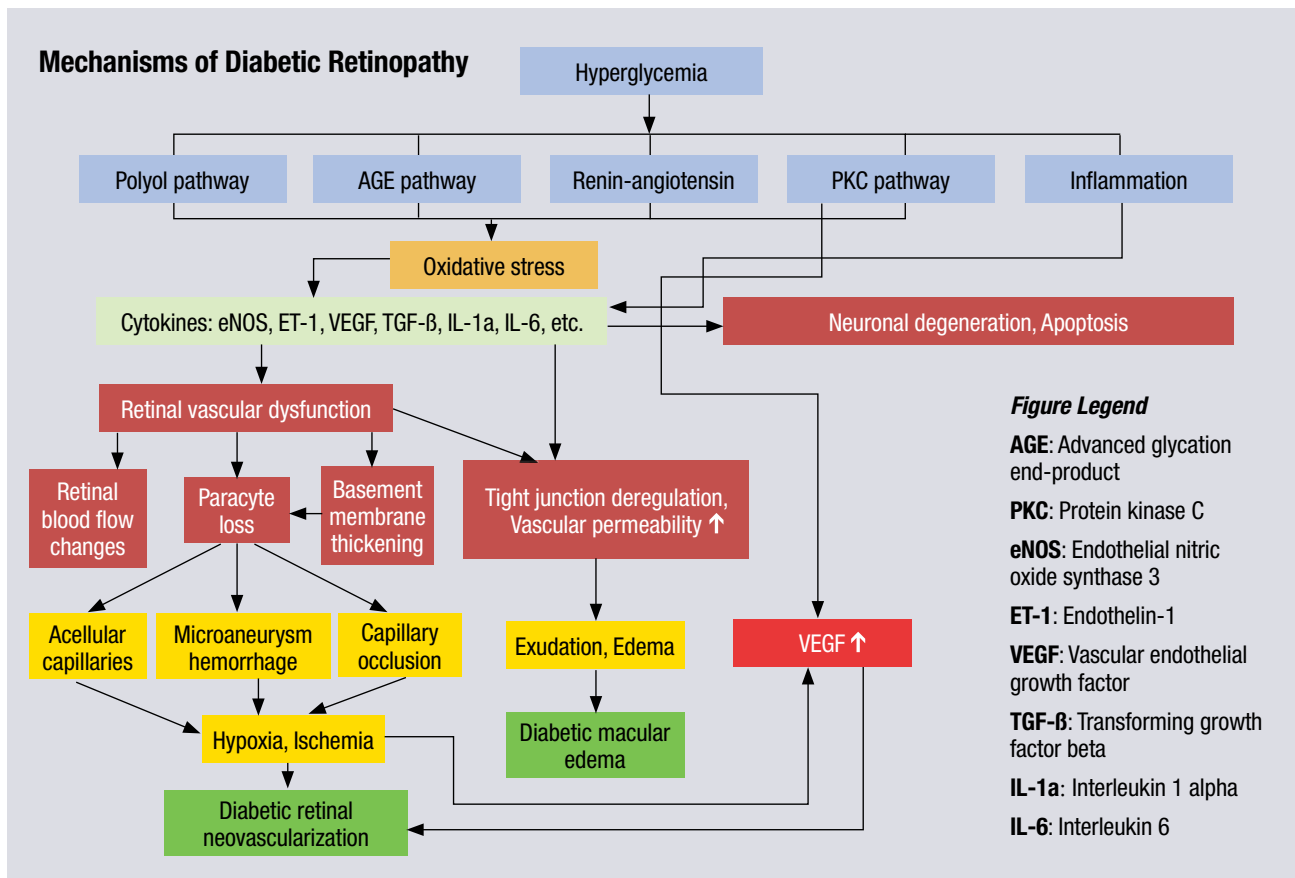 Mechanisms of Diabetic Retinopathy
Hyperglycemia
Polyol pathway
AGE pathway
Renin-angiotensin
PKC pathway
Inflammation
Oxidative stress
Cytokines: eNOS, ET-1, VEGF, TGF-ß, IL-1a, IL-6, etc.
Neuronal degeneration, Apoptosis
Retinal vascular dysfunction
Retinal
blood flow
changes
Paracyte
loss
Basement
membrane
thickening
Tight junction deregulation,
Vascular permeability ↑
Acellular
capillaries
Microaneurysm
hemorrhage
Capillary
occlusion
Exudation, Edema
VEGF ↑
Hypoxia, Ischemia
Diabetic macular
edema
Diabetic retinal
neovascularization
Figure Legend
AGE: Advanced glycation
end-product
PKC: Protein kinase C
eNOS: Endothelial nitric
oxide synthase 3
ET-1: Endothelin-1
VEGF: Vascular endothelial
growth factor
TGF-ß: Transforming growth
factor beta
IL-1a: Interleukin 1 alpha
IL-6: Interleukin 6